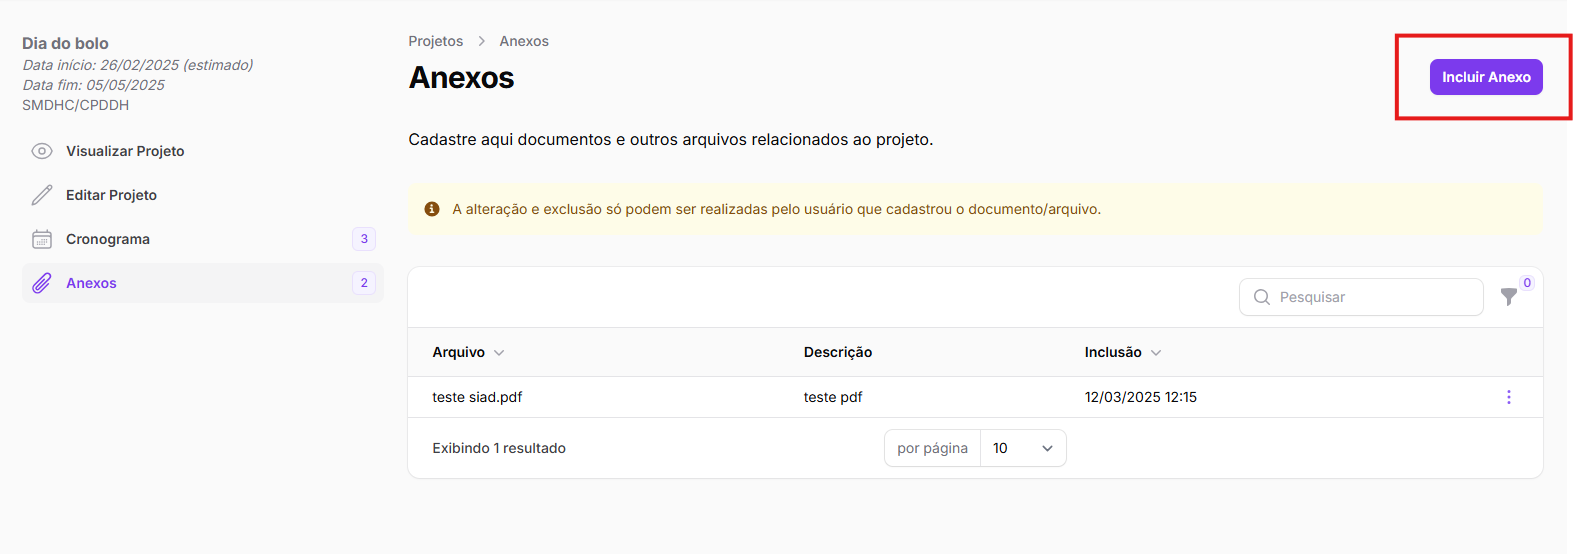 Dia do bolo
Data início: 26/02/2025 (estimado)
Data fim: 05/05/2025
SMDHC/CPDDH
Visualizar Projeto
Editar Projeto
Cronograma 3
Anexos 2
Projetos > Anexos
Anexos
Incluir Anexo
Cadastre aqui documentos e outros arquivos relacionados ao projeto.
A alteração e exclusão só podem ser realizadas pelo usuário que cadastrou o documento/arquivo.
Pesquisar 0
Arquivo Descrição Inclusão
teste siad.pdf teste pdf 12/03/2025 12:15
Exibindo 1 resultado por página 10